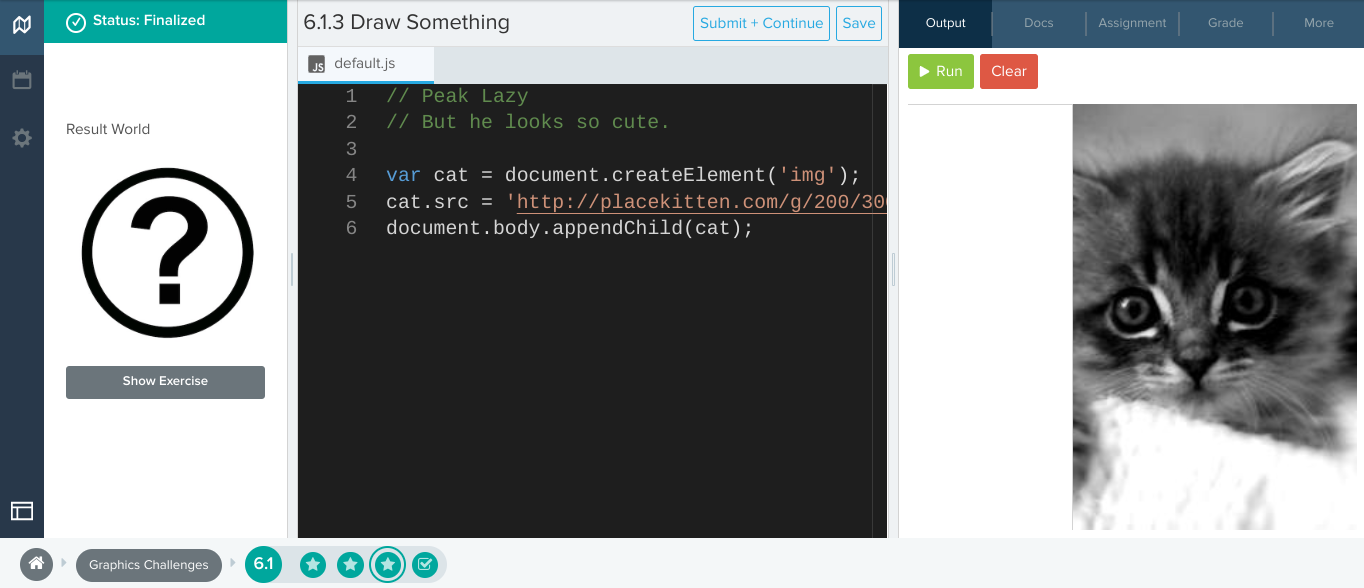 Status: Finalized
Result World
Show Exercise
6.1.3 Draw Something
Submit + Continue
Save
JS
default.js
1 // Peak Lazy
2 // But he looks so cute.
3
4 var cat = document.createElement('img');
5 cat.src = 'http://placekitten.com/g/200/300
6 document.body.appendChild(cat);
Output
Docs
Assignment
Grade
More
Run
Clear
Graphics Challenges
6.1